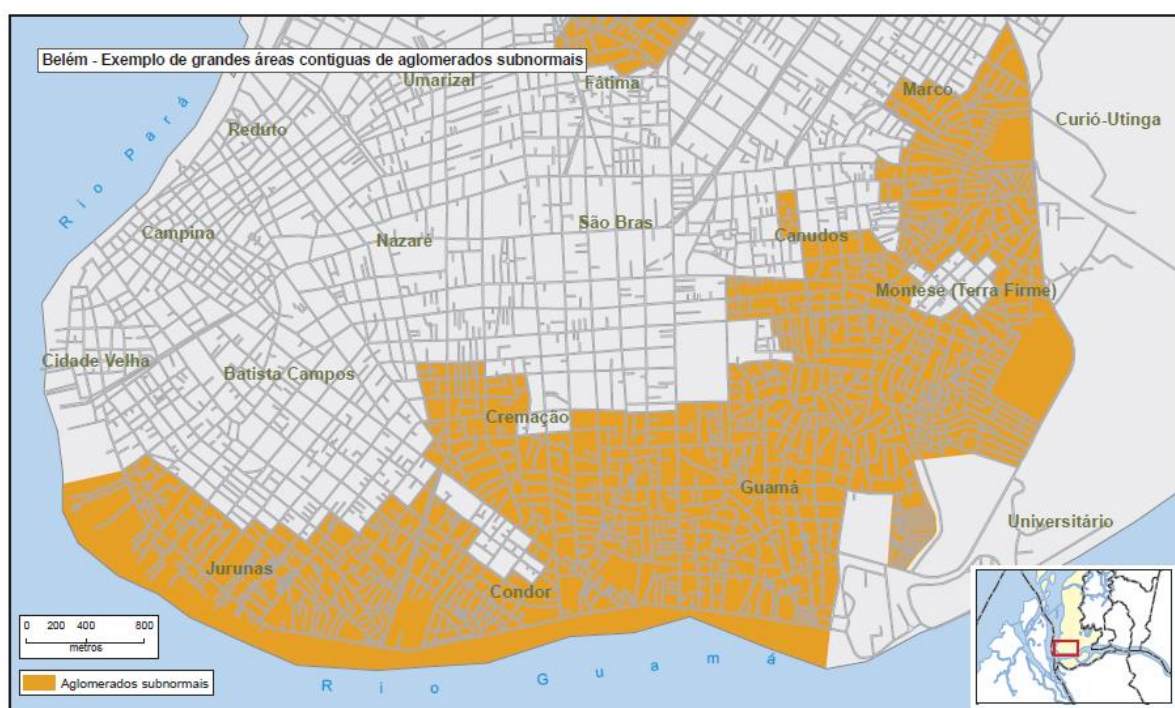 Belém - Exemplo de grandes áreas contiguas de aglomerados subnormais
Umarizal
Fátima
Marco
Curió-Utinga
Reduto
Rio Pará
Campina
Nazaré
São Bras
Canudos
Montese (Terra Firme)
Cidade Velha
Batista Campos
Cremação
Guamá
Universitário
Jurunas
Condor
0 200 400 800
metros
Aglomerados subnormais
Rio Guamá